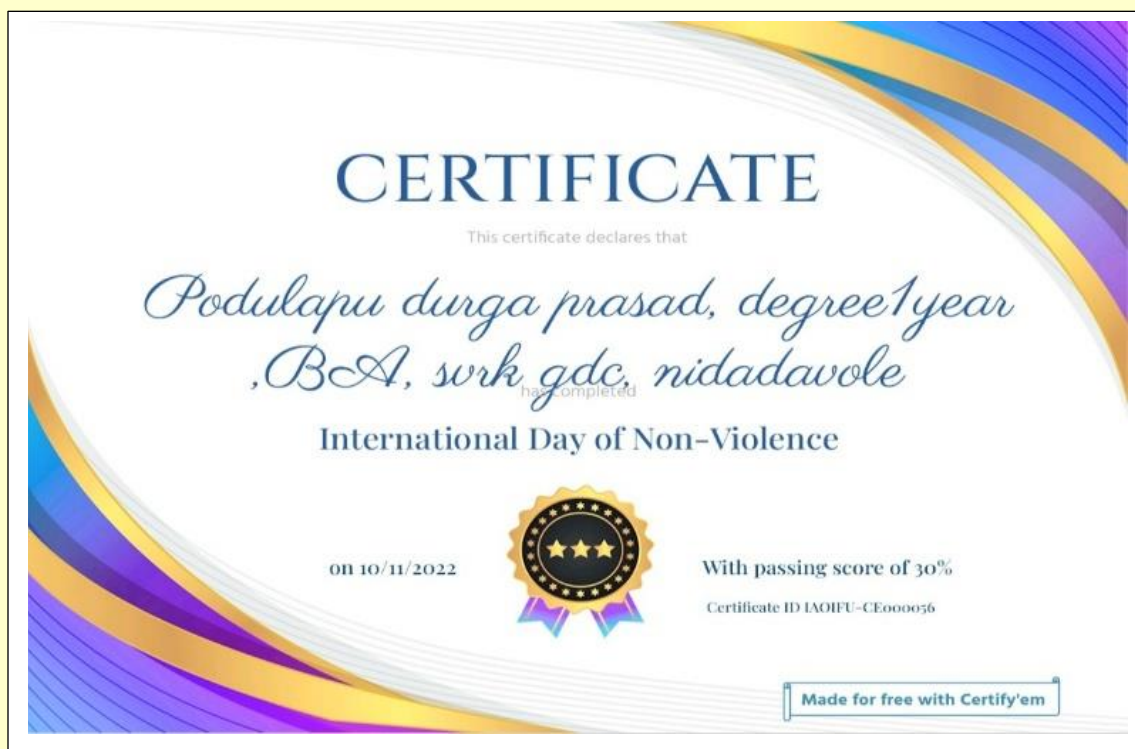 CERTIFICATE
This certificate declares that
Podulapu durga prasad, degree1year
,BA, svrk gdc, nidadavole
has completed
International Day of Non-Violence
on 10/11/2022
With passing score of 30%
Certificate ID IAOIFU-CE000056
Made for free with Certify'em